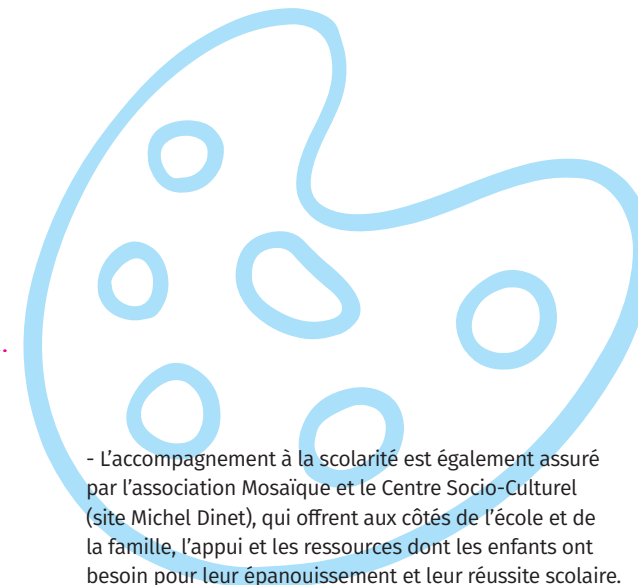 - L’accompagnement à la scolarité est également assuré
par l’association Mosaïque et le Centre Socio-Culturel
(site Michel Dinet), qui offrent aux côtés de l’école et de
la famille, l’appui et les ressources dont les enfants ont
besoin pour leur épanouissement et leur réussite scolaire.